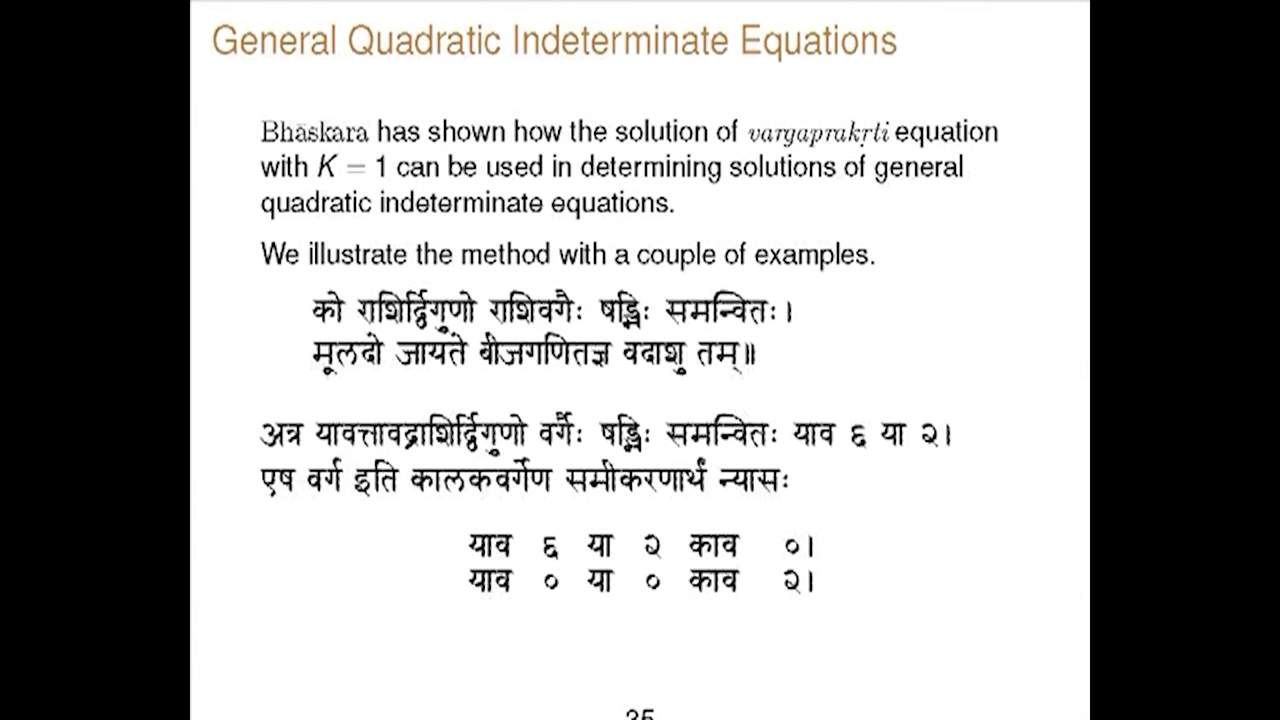 General Quadratic Indeterminate Equations
Bhāskara has shown how the solution of vargaprakṛti equation
with K = 1 can be used in determining solutions of general
quadratic indeterminate equations.
We illustrate the method with a couple of examples.
को राशिर्द्विगुणो राशिवर्गैः षड्भिः समन्वितः।
मूलदो जायते बीजगणितज्ञ वदाशु तम्॥
अत्र यावत्तावद्राशिर्द्विगुणो वर्गैः षड्भिः समन्वितः याव ६ या २।
एष वर्ग इति कालकवर्गेण समीकरणार्थं न्यासः
याव ६ या २ काव ०।
याव ० या ० काव २।